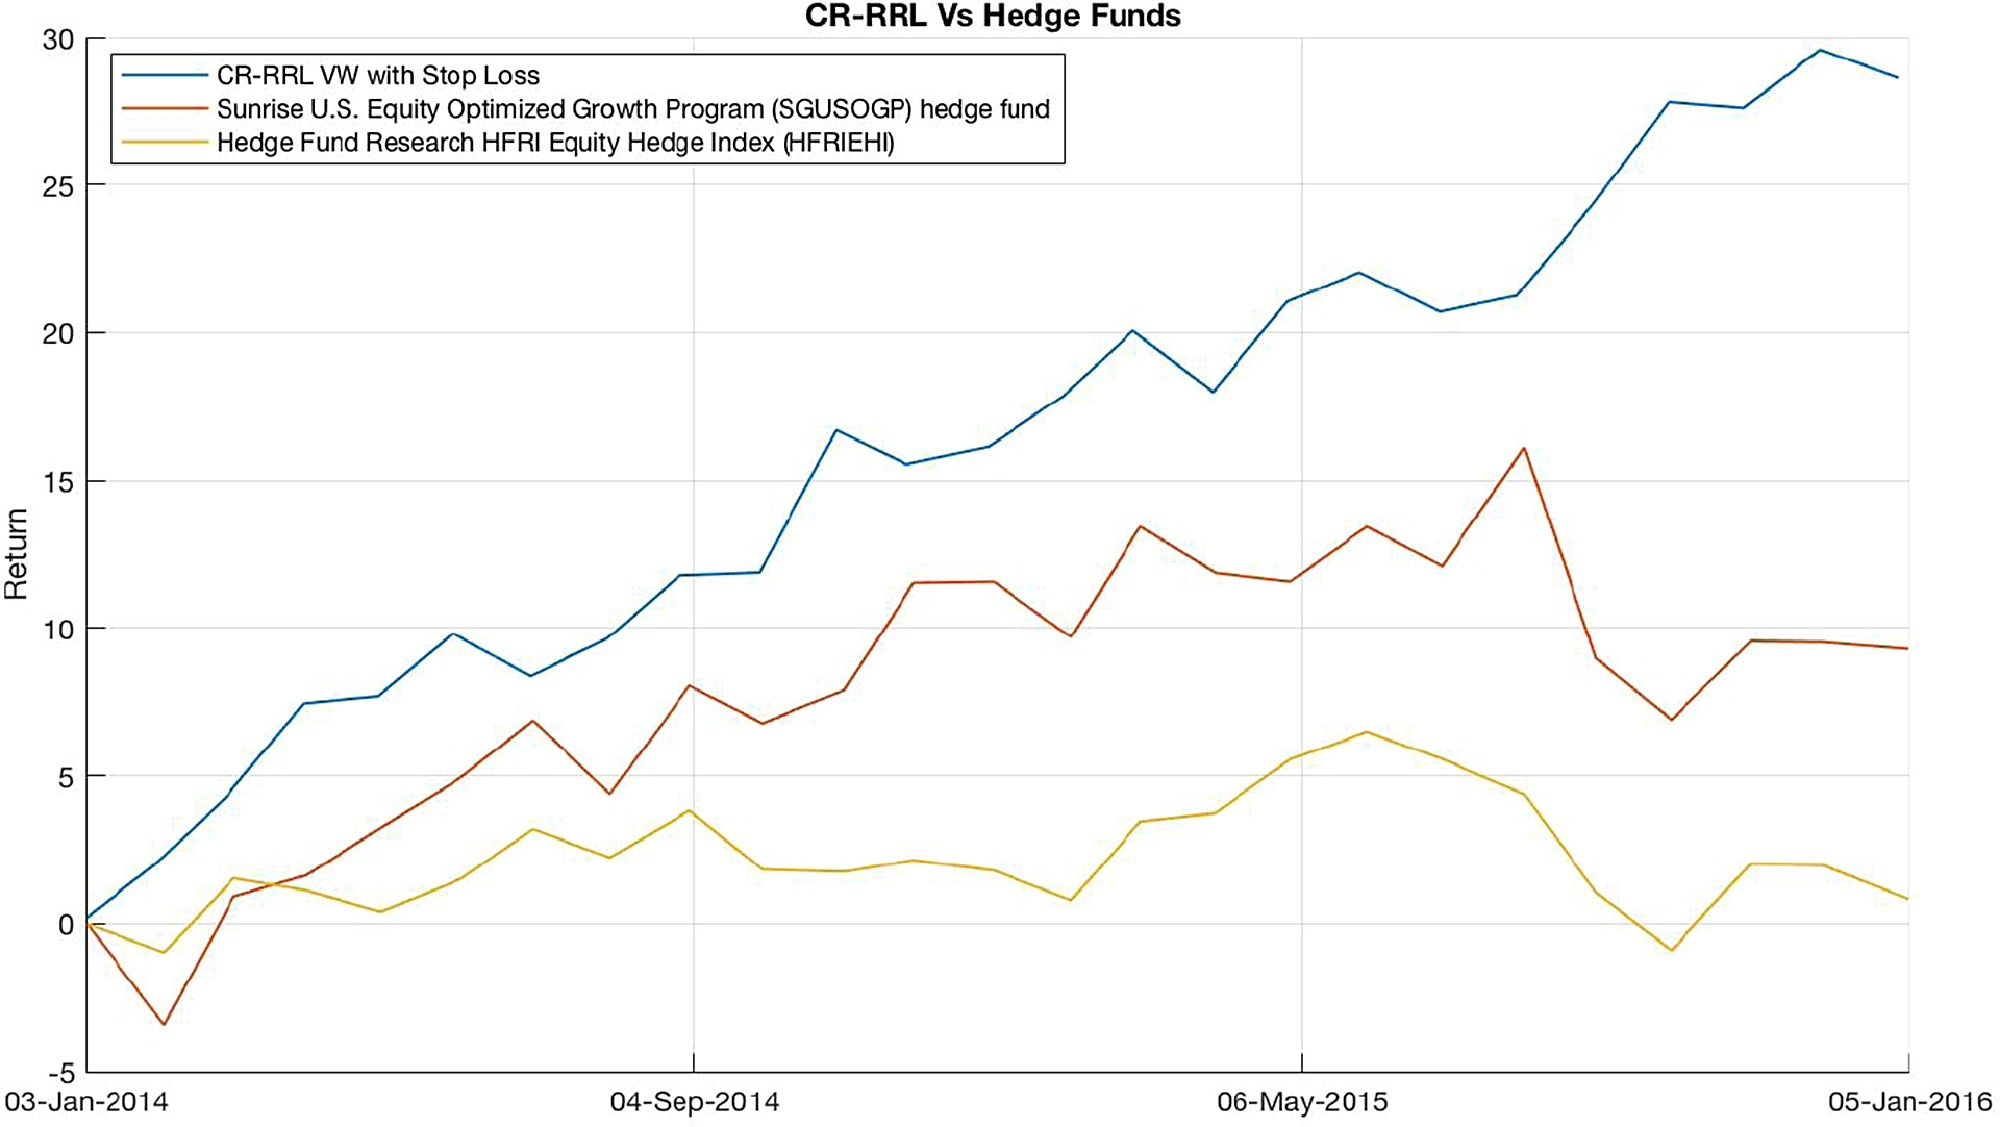 CR-RRL Vs Hedge Funds
30
CR-RRL VW with Stop Loss
Sunrise U.S. Equity Optimized Growth Program (SGUSOGP) hedge fund
Hedge Fund Research HFRI Equity Hedge Index (HFRIEHI)
25
20
15
Return
10
5
0
-5
03-Jan-2014
04-Sep-2014
06-May-2015
05-Jan-2016